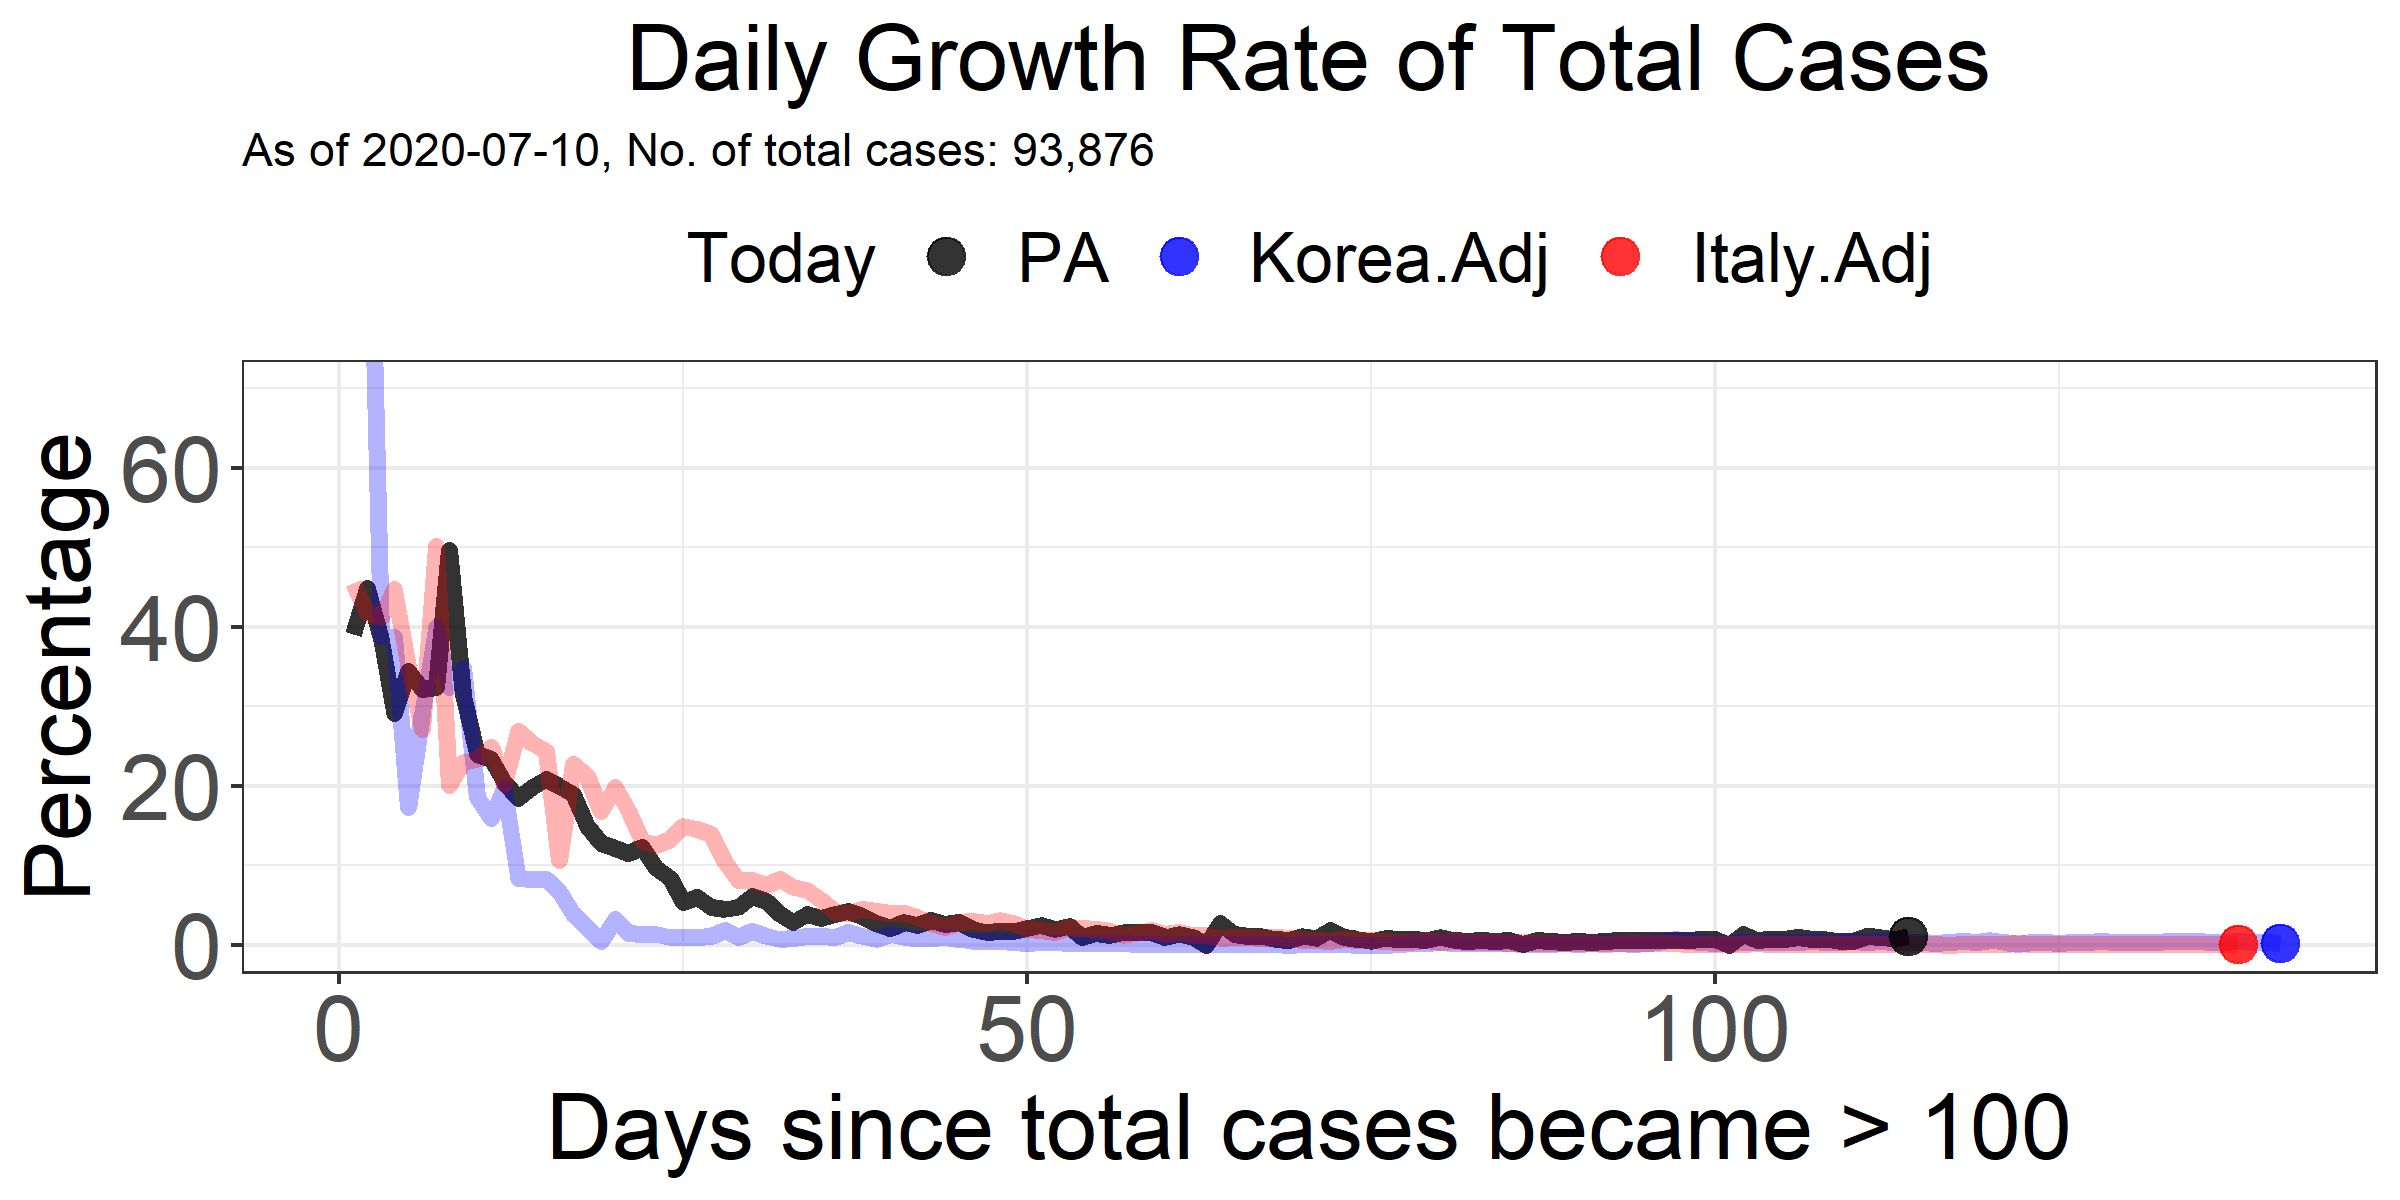 Daily Growth Rate of Total Cases
As of 2020-07-10, No. of total cases: 93,876
Today PA Korea.Adj Italy.Adj
Percentage
60
40
20
0
0 50 100
Days since total cases became > 100